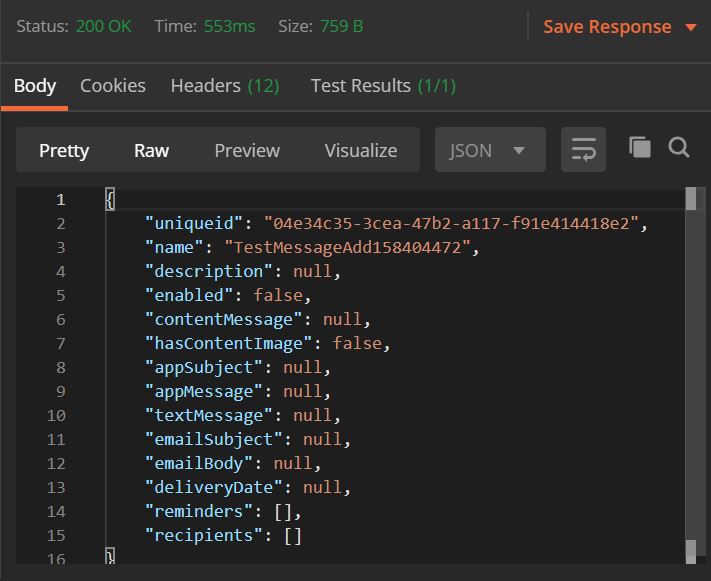 Status: 200 OK Time: 553ms Size: 759 B Save Response
Body Cookies Headers (12) Test Results (1/1)
Pretty Raw Preview Visualize JSON
1 {
2 "uniqueid": "04e34c35-3cea-47b2-a117-f91e414418e2",
3 "name": "TestMessageAdd158404472",
4 "description": null,
5 "enabled": false,
6 "contentMessage": null,
7 "hasContentImage": false,
8 "appSubject": null,
9 "appMessage": null,
10 "textMessage": null,
11 "emailSubject": null,
12 "emailBody": null,
13 "deliveryDate": null,
14 "reminders": [],
15 "recipients": []
16 }